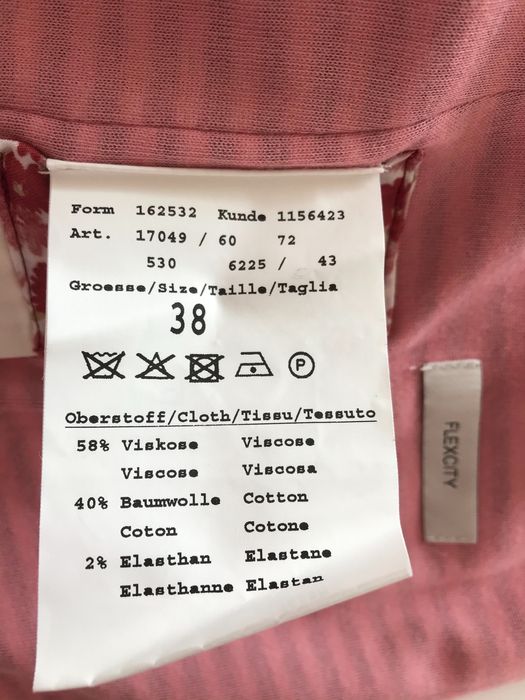 Form 162532 Kunde 1156423
Art. 17049 / 60 72
530 6225 / 43
Groesse/Size/Taille/Taglia
38
P
Oberstoff/Cloth/Tissu/Tessuto
58% Viskose Viscose
Viscose Viscosa
40% Baumwolle Cotton
Coton Cotone
2% Elasthan Elastane
Elasthanne Elastan
FLEXCITY